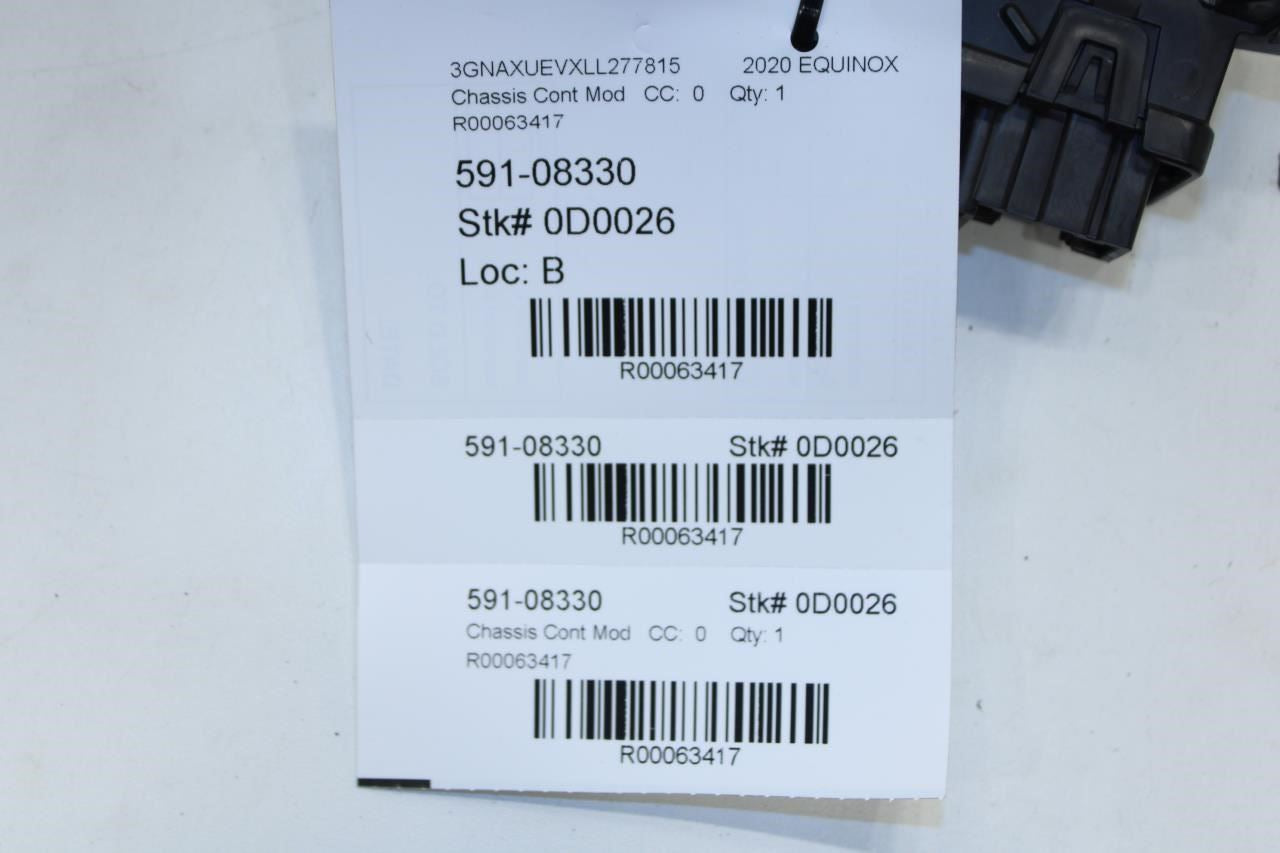 3GNAXUEVXLL277815 2020 EQUINOX
Chassis Cont Mod CC: 0 Qty: 1
R00063417
591-08330
Stk# 0D0026
Loc: B
R00063417
591-08330 Stk# 0D0026
R00063417
591-08330 Stk# 0D0026
Chassis Cont Mod CC: 0 Qty: 1
R00063417
R00063417